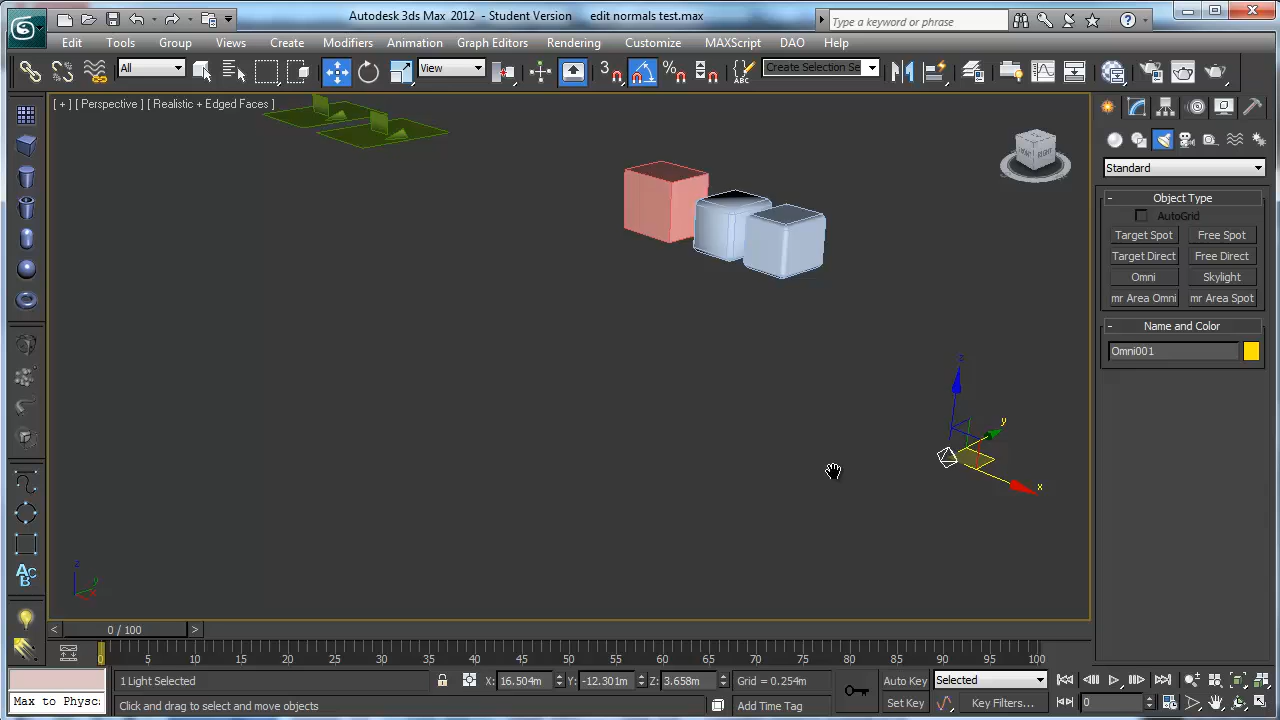 Autodesk 3ds Max 2012 - Student Version edit normals test.max
Type a keyword or phrase
Edit Tools Group Views Create Modifiers Animation Graph Editors Rendering Customize MAXScript DAO Help
All
View
3
%
ABC
Create Selection Se
[ + ] [ Perspective ] [ Realistic + Edged Faces ]
RIGHT
Standard
- Object Type
AutoGrid
Target Spot Free Spot
Target Direct Free Direct
Omni Skylight
mr Area Omni mr Area Spot
- Name and Color
Omni001
z
y
x
A
B
C
z
y
x
< 0 / 100 >
0 5 10 15 20 25 30 35 40 45 50 55 60 65 70 75 80 85 90 95 100
1 Light Selected X: 16.504m Y: -12.301m Z: 3.658m Grid = 0.254m Auto Key Selected
Max to Physc Click and drag to select and move objects Add Time Tag Set Key Key Filters... 0